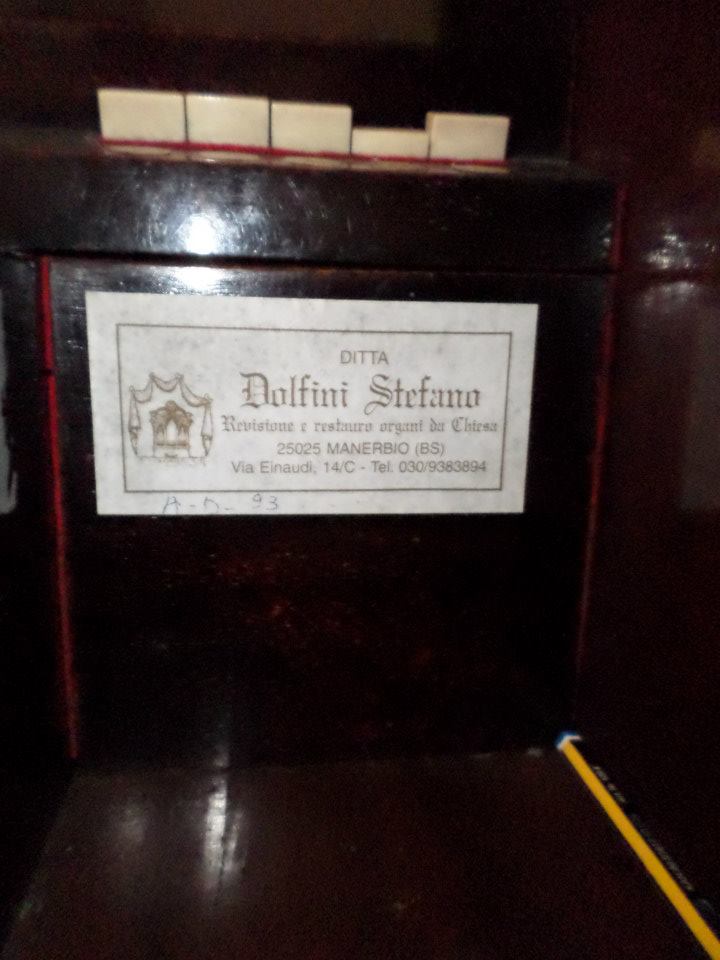 DITTA
Dolfini Stefano
Revisione e restauro organi da Chiesa
25025 MANERBIO (BS)
Via Einaudi, 14/C - Tel. 030/9383894
A-D- 93